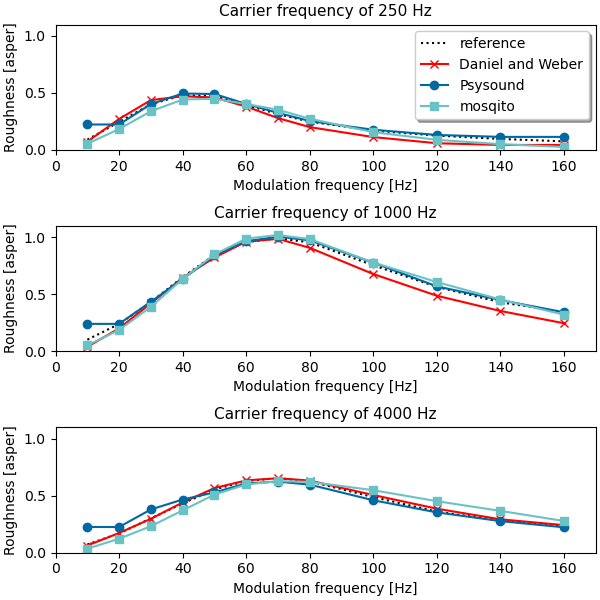 Carrier frequency of 250 Hz
Roughness [asper]
1.0
0.5
0.0
reference
Daniel and Weber
Psysound
mosqito
0 20 40 60 80 100 120 140 160
Modulation frequency [Hz]
Carrier frequency of 1000 Hz
Roughness [asper]
1.0
0.5
0.0
0 20 40 60 80 100 120 140 160
Modulation frequency [Hz]
Carrier frequency of 4000 Hz
Roughness [asper]
1.0
0.5
0.0
0 20 40 60 80 100 120 140 160
Modulation frequency [Hz]